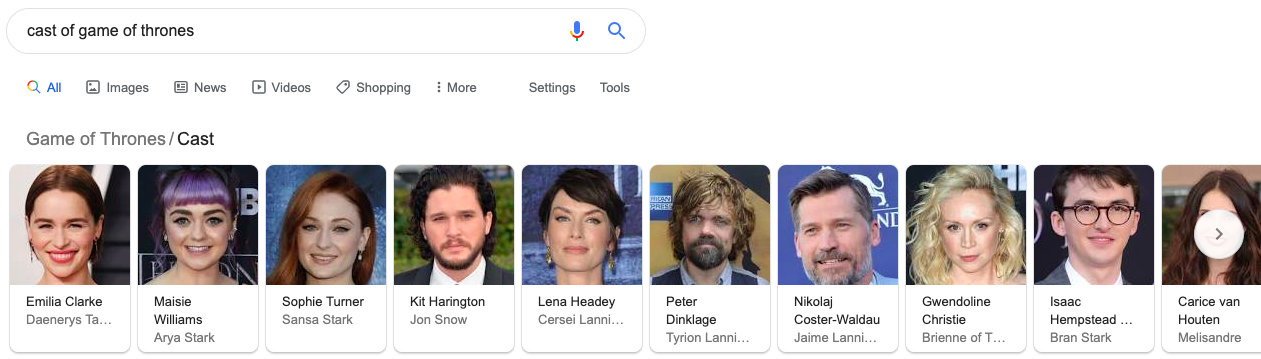 cast of game of thrones
All Images News Videos Shopping More Settings Tools
Game of Thrones / Cast
Emilia Clarke
Daenerys Ta…
Maisie
Williams
Arya Stark
Sophie Turner
Sansa Stark
Kit Harington
Jon Snow
Lena Headey
Cersei Lanni…
Peter
Dinklage
Tyrion Lanni…
Nikolaj
Coster-Waldau
Jaime Lanni…
Gwendoline
Christie
Brienne of T…
Isaac
Hempstead …
Bran Stark
Carice van
Houten
Melisandre